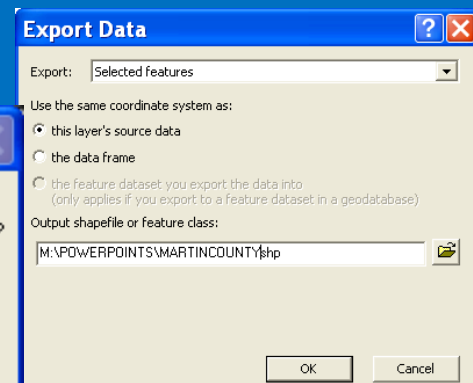 Export Data
Export: Selected features
Use the same coordinate system as:
this layer's source data
the data frame
the feature dataset you export the data into
(only applies if you export to a feature dataset in a geodatabase)
Output shapefile or feature class:
M:\POWERPOINTS\MARTINCOUNTYshp
OK Cancel